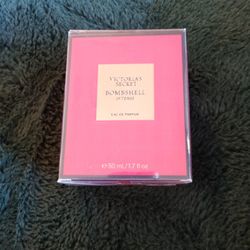 VICTORIA'S
SECRET
BOMBSHELL
INTENSE
EAU DE PARFUM
e 50 mL/1.7 fl oz